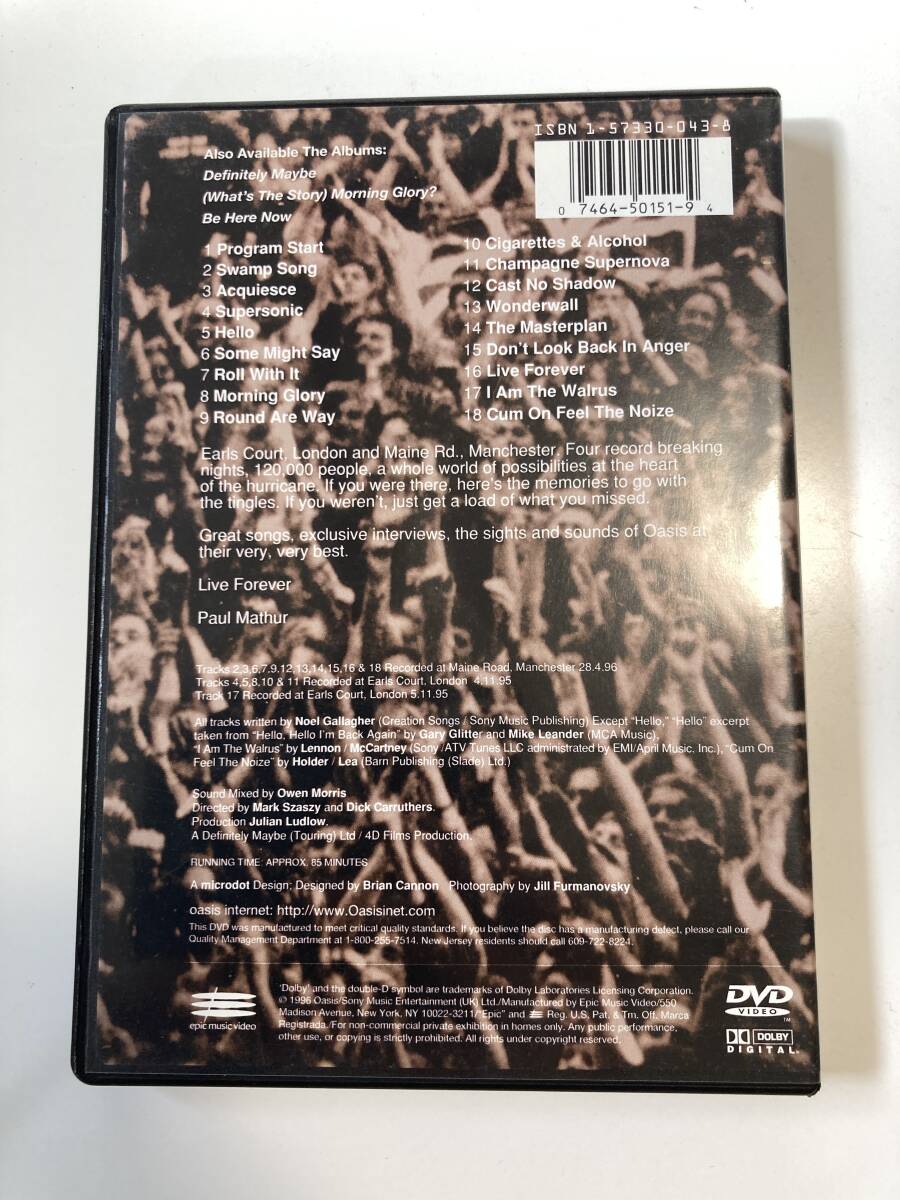 ISBN 1-57330-043-8
0 7464-50151-9 4
Also Available The Albums:
Definitely Maybe
(What's The Story) Morning Glory?
Be Here Now
1 Program Start
2 Swamp Song
3 Acquiesce
4 Supersonic
5 Hello
6 Some Might Say
7 Roll With It
8 Morning Glory
9 Round Are Way
10 Cigarettes & Alcohol
11 Champagne Supernova
12 Cast No Shadow
13 Wonderwall
14 The Masterplan
15 Don't Look Back In Anger
16 Live Forever
17 I Am The Walrus
18 Cum On Feel The Noize
Earls Court, London and Maine Rd., Manchester. Four record breaking
nights, 120,000 people, a whole world of possibilities at the heart
of the hurricane. If you were there, here's the memories to go with
the tingles. If you weren't, just get a load of what you missed.
Great songs, exclusive interviews, the sights and sounds of Oasis at
their very, very best.
Live Forever
Paul Mathur
Tracks 2,3,6,7,9,12,13,14,15,16 & 18 Recorded at Maine Road, Manchester 28.4.96
Tracks 4,5,8,10 & 11 Recorded at Earls Court, London 4.11.95
Track 17 Recorded at Earls Court, London 5.11.95
All tracks written by Noel Gallagher (Creation Songs / Sony Music Publishing) Except "Hello," "Hello" excerpt
taken from "Hello, Hello I'm Back Again" by Gary Glitter and Mike Leander (MCA Music),
"I Am The Walrus" by Lennon / McCartney (Sony /ATV Tunes LLC administrated by EMI/April Music, Inc.), "Cum On
Feel The Noize" by Holder / Lea (Barn Publishing (Slade) Ltd.)
Sound Mixed by Owen Morris
Directed by Mark Szaszy and Dick Carruthers.
Production Julian Ludlow.
A Definitely Maybe (Touring) Ltd / 4D Films Production.
RUNNING TIME: APPROX. 85 MINUTES
A microdot Design: Designed by Brian Cannon Photography by Jill Furmanovsky
oasis internet: http://www.Oasisinet.com
This DVD was manufactured to meet critical quality standards. If you believe the disc has a manufacturing defect, please call our
Quality Management Department at 1-800-255-7514. New Jersey residents should call 609-722-8224.
epic music video
'Dolby' and the double-D symbol are trademarks of Dolby Laboratories Licensing Corporation.
© 1996 Oasis/Sony Music Entertainment (UK) Ltd./Manufactured by Epic Music Video/550
Madison Avenue, New York, NY 10022-3211/"Epic" and Reg. U.S. Pat. & Tm. Off. Marca
Registrada./For non-commercial private exhibition in homes only. Any public performance,
other use, or copying is strictly prohibited. All rights under copyright reserved.
DVD
VIDEO
TM
DOLBY
DIGITAL